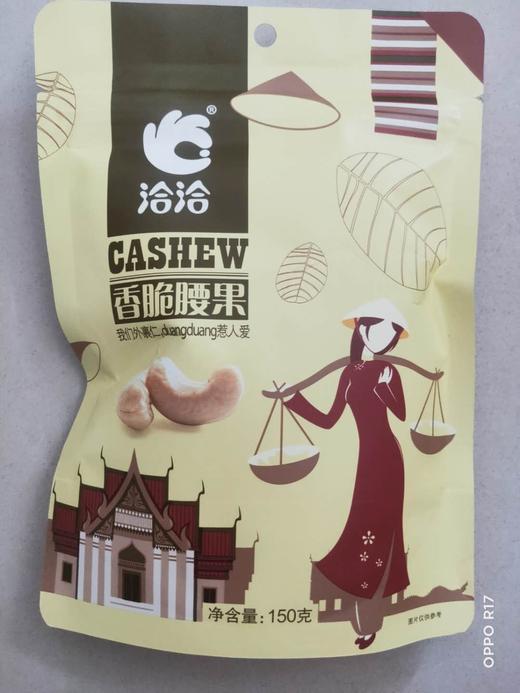 ®
洽洽
CASHEW
香脆腰果
我们外裹仁,duangduang惹人爱
净含量:150克
图片仅供参考
OPPO R17